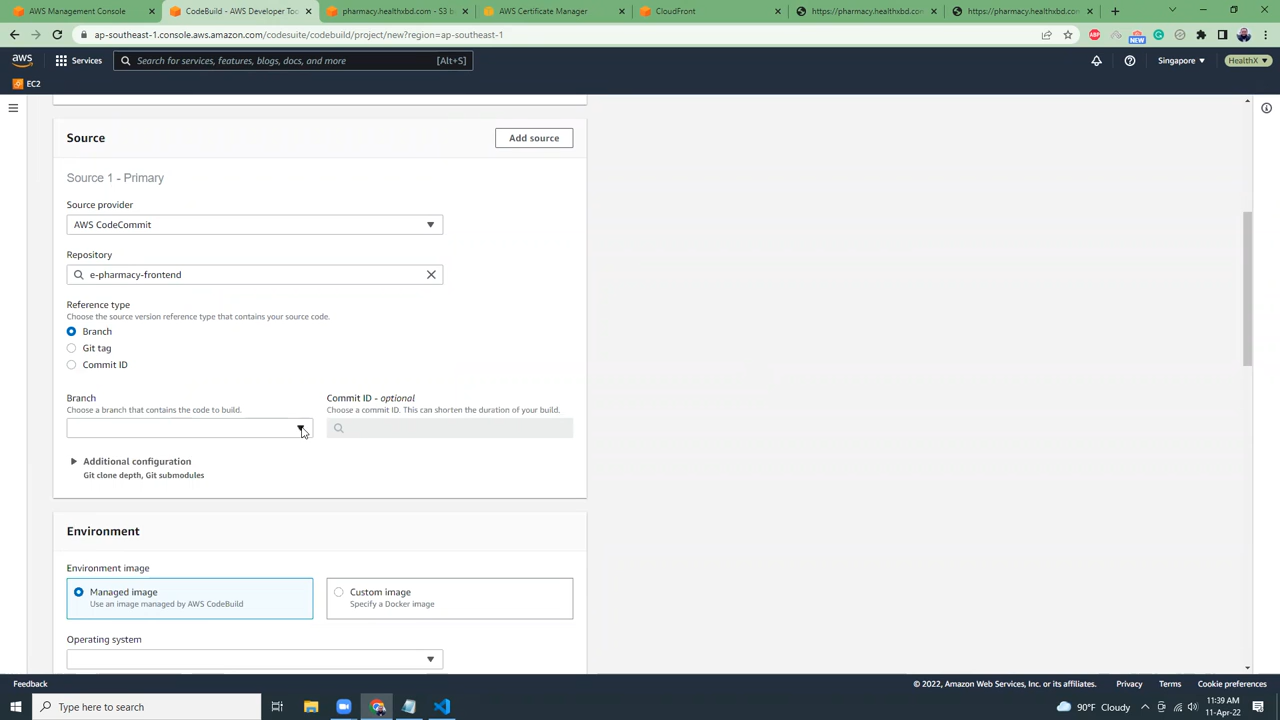 AWS Management Console
CodeBuild - AWS Developer Too
pharmacy.healthxbd.com - S3 b
AWS Certificate Manager
CloudFront
https://pharmacy.healthxbd.com
https://pharmacy.healthxbd.com
ap-southeast-1.console.aws.amazon.com/codesuite/codebuild/project/new?region=ap-southeast-1
aws
Services
Search for services, features, blogs, docs, and more
[Alt+S]
Singapore
HealthX
EC2
Source
Add source
Source 1 - Primary
Source provider
AWS CodeCommit
Repository
e-pharmacy-frontend
Reference type
Choose the source version reference type that contains your source code.
Branch
Git tag
Commit ID
Branch
Choose a branch that contains the code to build.
Commit ID - optional
Choose a commit ID. This can shorten the duration of your build.
Additional configuration
Git clone depth, Git submodules
Environment
Environment image
Managed image
Use an image managed by AWS CodeBuild
Custom image
Specify a Docker image
Operating system
Feedback
© 2022, Amazon Web Services, Inc. or its affiliates.
Privacy
Terms
Cookie preferences
Type here to search
90°F Cloudy
11:39 AM
11-Apr-22